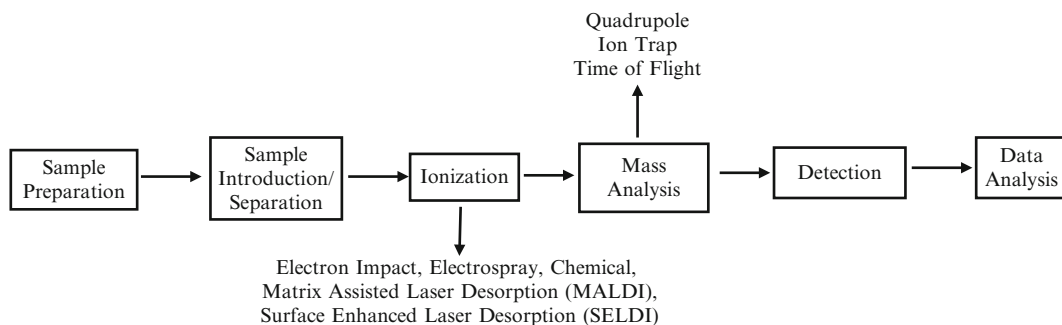 Quadrupole
Ion Trap
Time of Flight
Sample
Preparation
Sample
Introduction/
Separation
Ionization
Mass
Analysis
Detection
Data
Analysis
Electron Impact, Electrospray, Chemical,
Matrix Assisted Laser Desorption (MALDI),
Surface Enhanced Laser Desorption (SELDI)